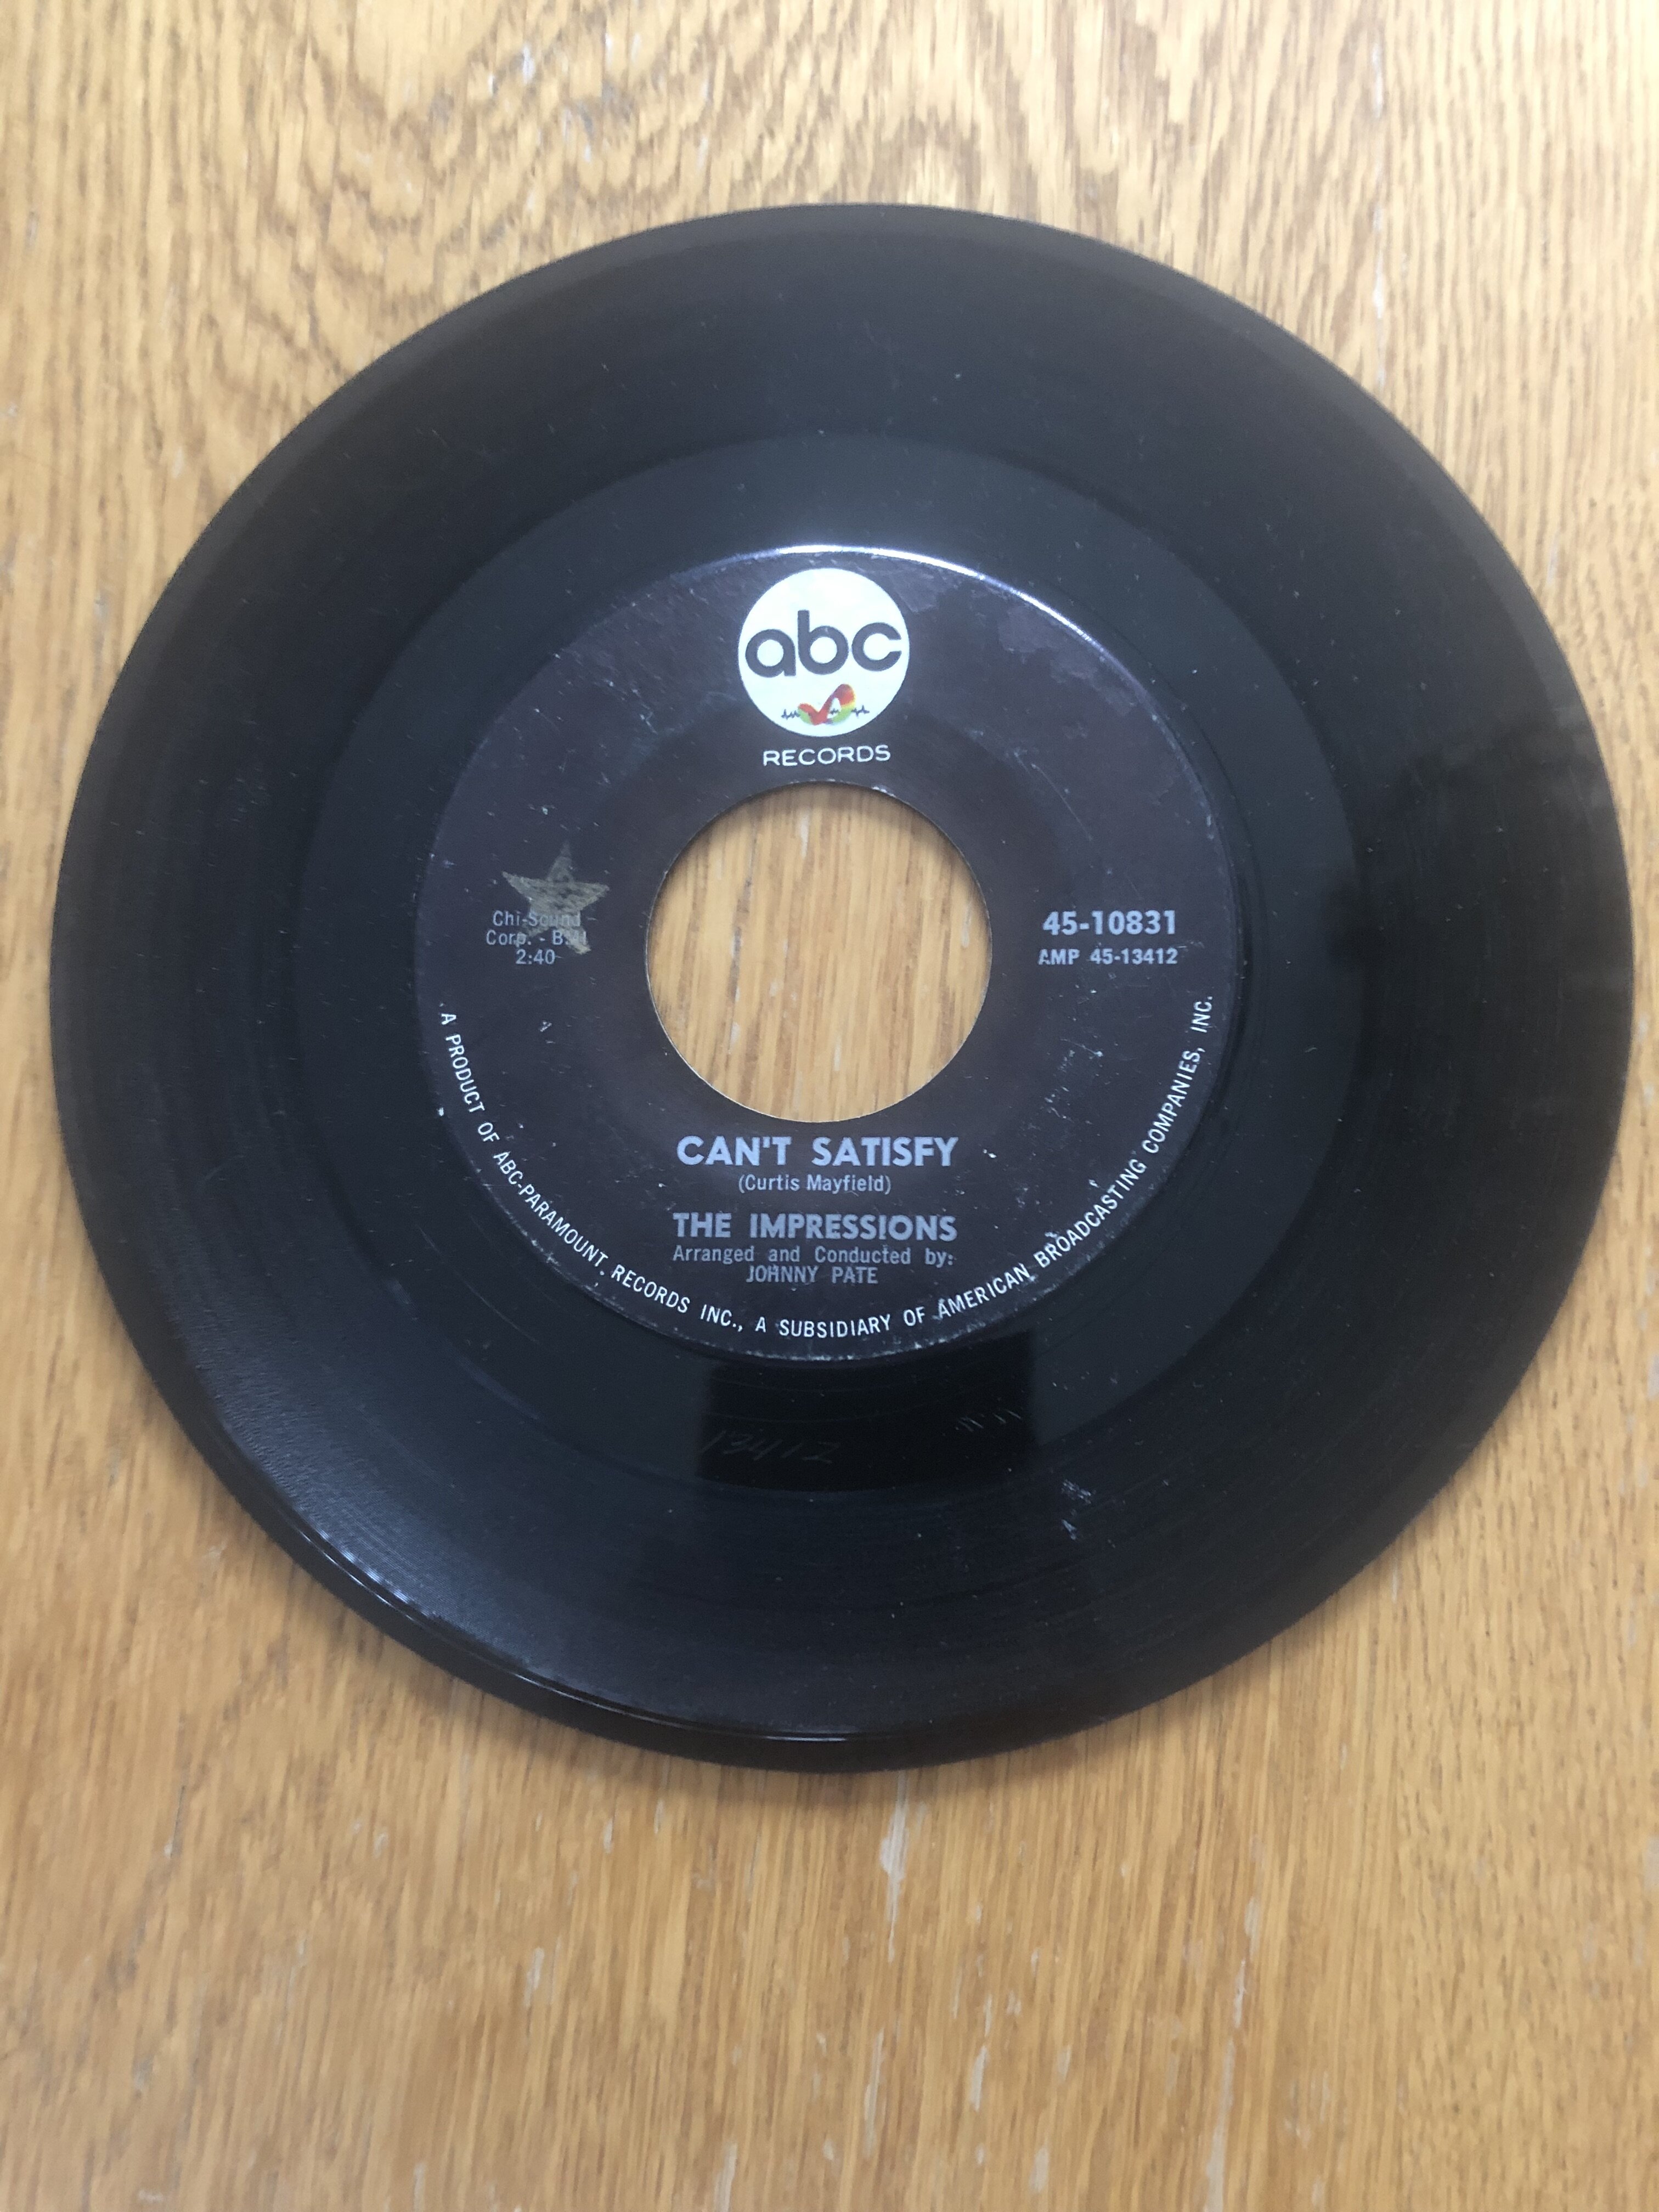 abc
RECORDS
Chi-Sound
Corp. - BMI
2:40
45-10831
AMP 45-13412
CAN'T SATISFY
(Curtis Mayfield)
THE IMPRESSIONS
Arranged and Conducted by:
JOHNNY PATE
A PRODUCT OF ABC-PARAMOUNT RECORDS INC., A SUBSIDIARY OF AMERICAN BROADCASTING COMPANIES, INC.
13412